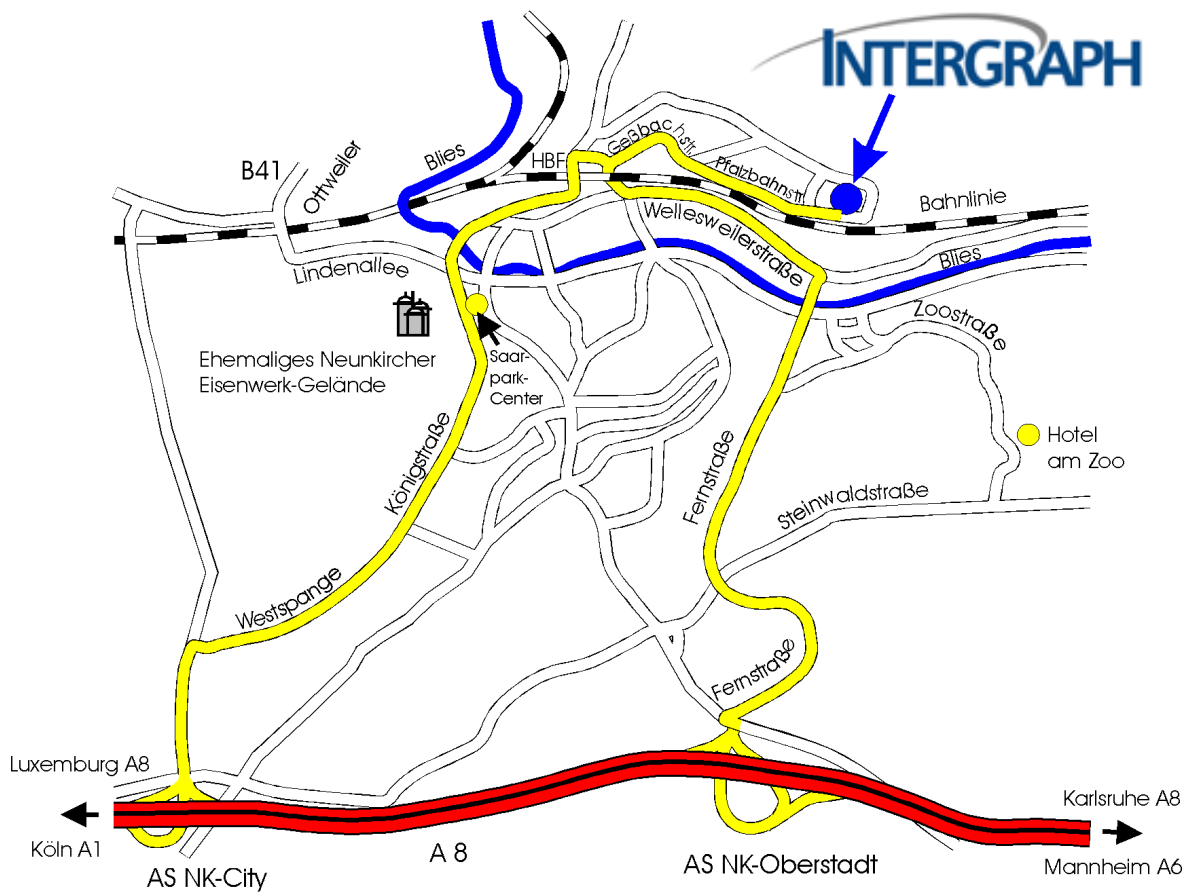 INTERGRAPH
B41
Ottweiler
Blies
HBF
Geßbachstr.
Pfalzbahnstr.
Bahnlinie
Wellesweilerstraße
Blies
Lindenallee
Zoostraße
Ehemaliges Neunkircher
Eisenwerk-Gelände
Saar-
park-
Center
Königstraße
Fernstraße
Hotel
am Zoo
Steinwaldstraße
Westspange
Fernstraße
Luxemburg A8
Karlsruhe A8
Köln A1
A 8
AS NK-Oberstadt
Mannheim A6
AS NK-City